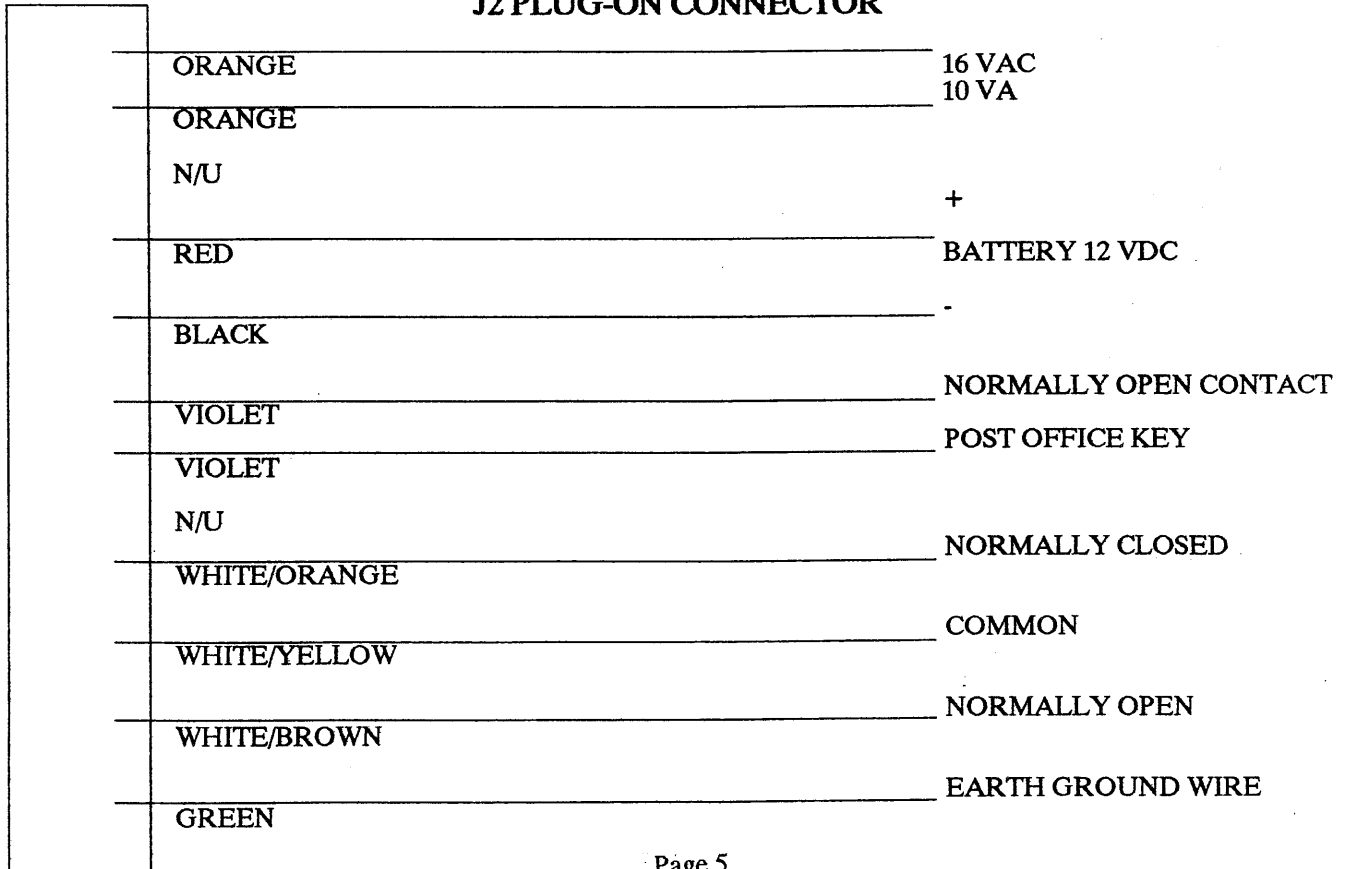 J2 PLUG-ON CONNECTOR
ORANGE
16 VAC
10 VA
ORANGE
N/U
+
RED
BATTERY 12 VDC
-
BLACK
NORMALLY OPEN CONTACT
VIOLET
POST OFFICE KEY
VIOLET
N/U
NORMALLY CLOSED
WHITE/ORANGE
COMMON
WHITE/YELLOW
NORMALLY OPEN
WHITE/BROWN
EARTH GROUND WIRE
GREEN
Page 5